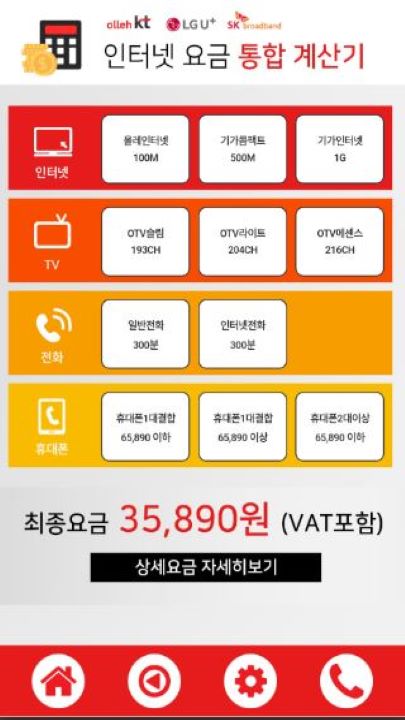 olleh kt LG U+ SK broadband
인터넷 요금 통합 계산기
인터넷
올레인터넷
100M
기가콤팩트
500M
기가인터넷
1G
TV
OTV슬림
193CH
OTV라이트
204CH
OTV에센스
216CH
전화
일반전화
300분
인터넷전화
300분
휴대폰
휴대폰1대결합
65,890 이하
휴대폰1대결합
65,890 이상
휴대폰2대이상
65,890 이하
최종요금 35,890원 (VAT포함)
상세요금 자세히보기